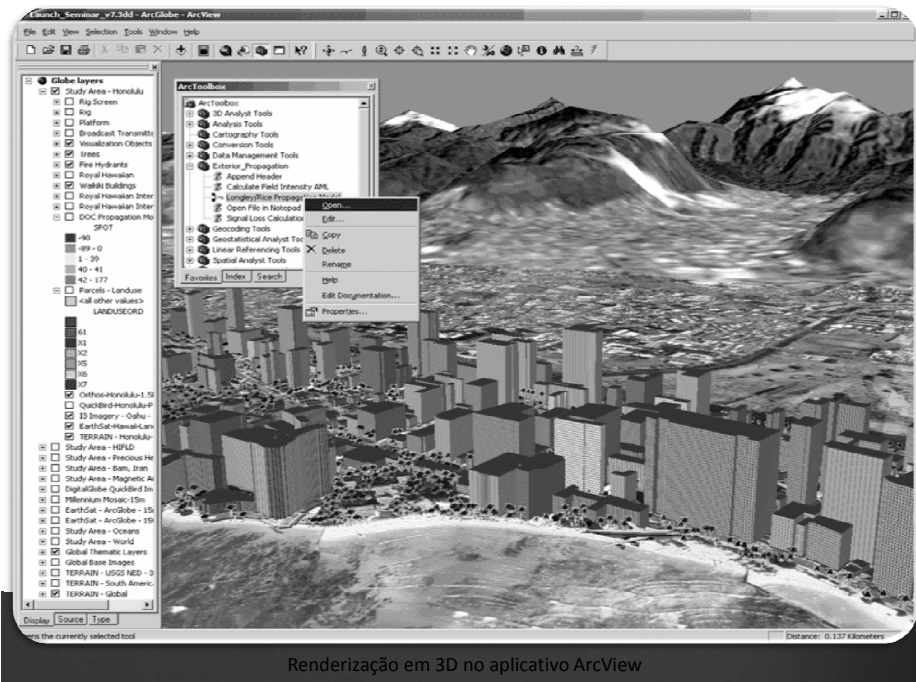 Launch_Seminar_v7.3dd - ArcGlobe - ArcView
File Edit View Selection Tools Window Help
Globe layers
Study Area - Honolulu
Rig Screen
Rig
Platform
Broadcast Transmitte
Visualization Objects
Trees
Fire Hydrants
Royal Hawaiian
Waikiki Buildings
Royal Hawaiian Inter
Royal Hawaiian Inter
DOC Propagation Mo
SPOT
-90
-89 - 0
1 - 39
40 - 41
42 - 177
Parcels - Landuse
<all other values>
LANDUSEORD
61
X1
X2
X5
X6
X7
Orthos-Honolulu-1.5
QuickBird-Honolulu-P
I3 Imagery - Oahu -
EarthSat-Hawaii-Lan
TERRAIN - Honolulu-
Study Area - HIFLD
Study Area - Precious He
Study Area - Bam, Iran
Study Area - Magnetic A
DigitalGlobe QuickBird Im
Millennium Mosaic-15m
EarthSat - ArcGlobe - 15
EarthSat - ArcGlobe - 15
Study Area - Oceans
Study Area - World
Global Thematic Layers
Global Base Images
TERRAIN - USGS NED - 3
TERRAIN - South Americ
TERRAIN - Global
Display Source Type
ens the currently selected tool
ArcToolbox
ArcToolbox
3D Analyst Tools
Analysis Tools
Cartography Tools
Conversion Tools
Data Management Tools
Exterior_Propagation
Append Header
Calculate Field Intensity AML
Longley/Rice Propagation Model
Open File in Notepad
Signal Loss Calculation
Geocoding Tools
Geostatistical Analyst Too
Linear Referencing Tools
Spatial Analyst Tools
Favorites Index Search
Open...
Edit...
Copy
Delete
Rename
Help
Edit Documentation...
Properties...
Distance: 0.137 Kilometers
Renderização em 3D no aplicativo ArcView